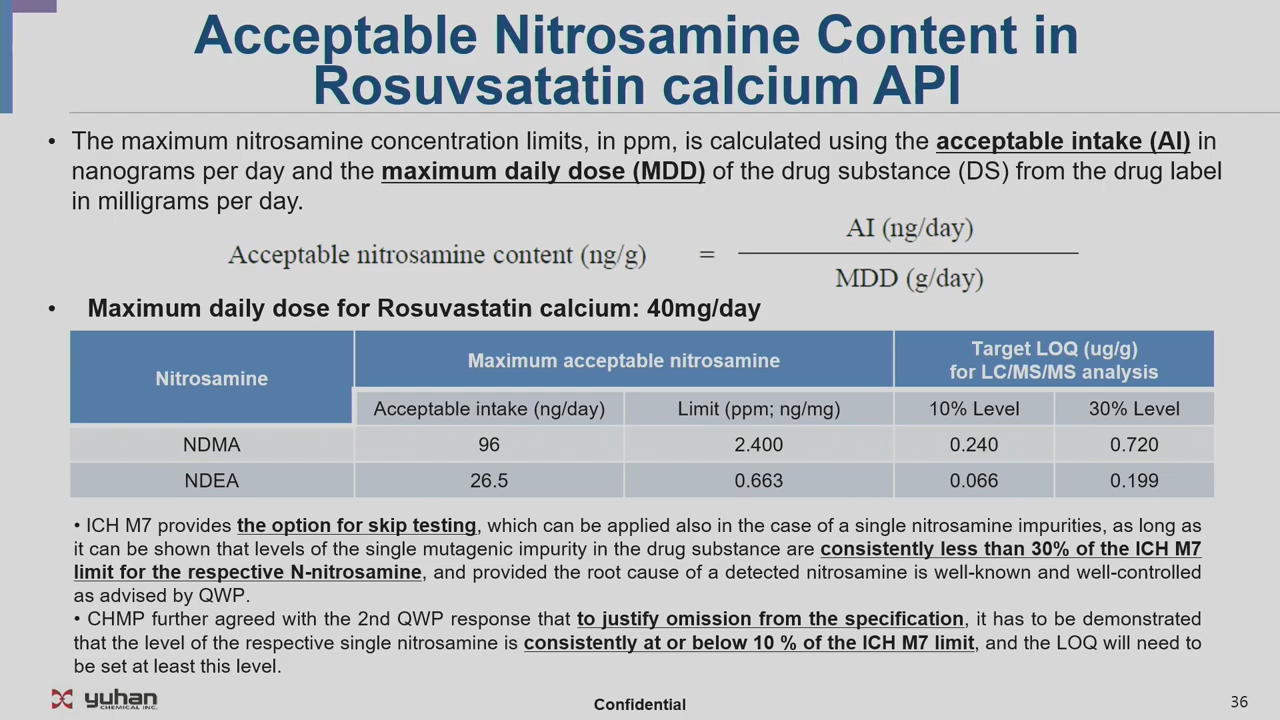 Acceptable Nitrosamine Content in
Rosuvsatatin calcium API
• The maximum nitrosamine concentration limits, in ppm, is calculated using the acceptable intake (AI) in
nanograms per day and the maximum daily dose (MDD) of the drug substance (DS) from the drug label
in milligrams per day.
Acceptable nitrosamine content (ng/g) = AI (ng/day)
MDD (g/day)
• Maximum daily dose for Rosuvastatin calcium: 40mg/day
Nitrosamine Maximum acceptable nitrosamine Target LOQ (ug/g)
for LC/MS/MS analysis
Acceptable intake (ng/day) Limit (ppm; ng/mg) 10% Level 30% Level
NDMA 96 2.400 0.240 0.720
NDEA 26.5 0.663 0.066 0.199
• ICH M7 provides the option for skip testing, which can be applied also in the case of a single nitrosamine impurities, as long as
it can be shown that levels of the single mutagenic impurity in the drug substance are consistently less than 30% of the ICH M7
limit for the respective N-nitrosamine, and provided the root cause of a detected nitrosamine is well-known and well-controlled
as advised by QWP.
• CHMP further agreed with the 2nd QWP response that to justify omission from the specification, it has to be demonstrated
that the level of the respective single nitrosamine is consistently at or below 10 % of the ICH M7 limit, and the LOQ will need to
be set at least this level.
yuhan
CHEMICAL INC.
Confidential
36